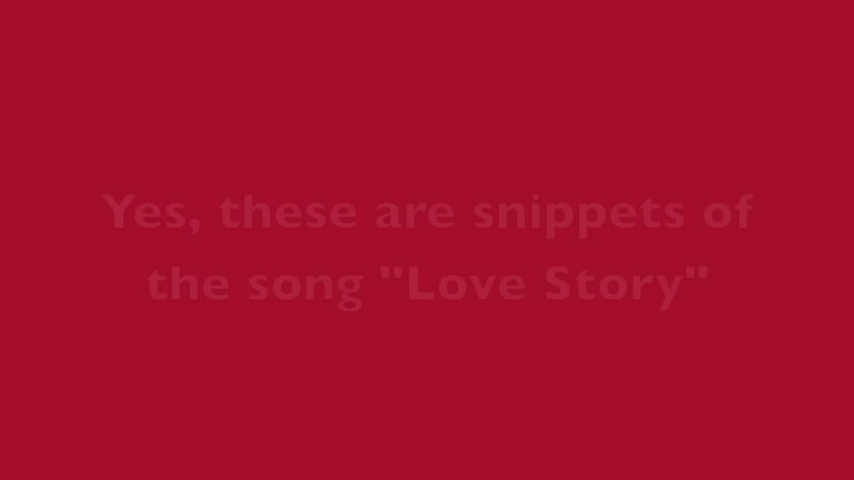 Yes, these are snippets of
the song "Love Story"